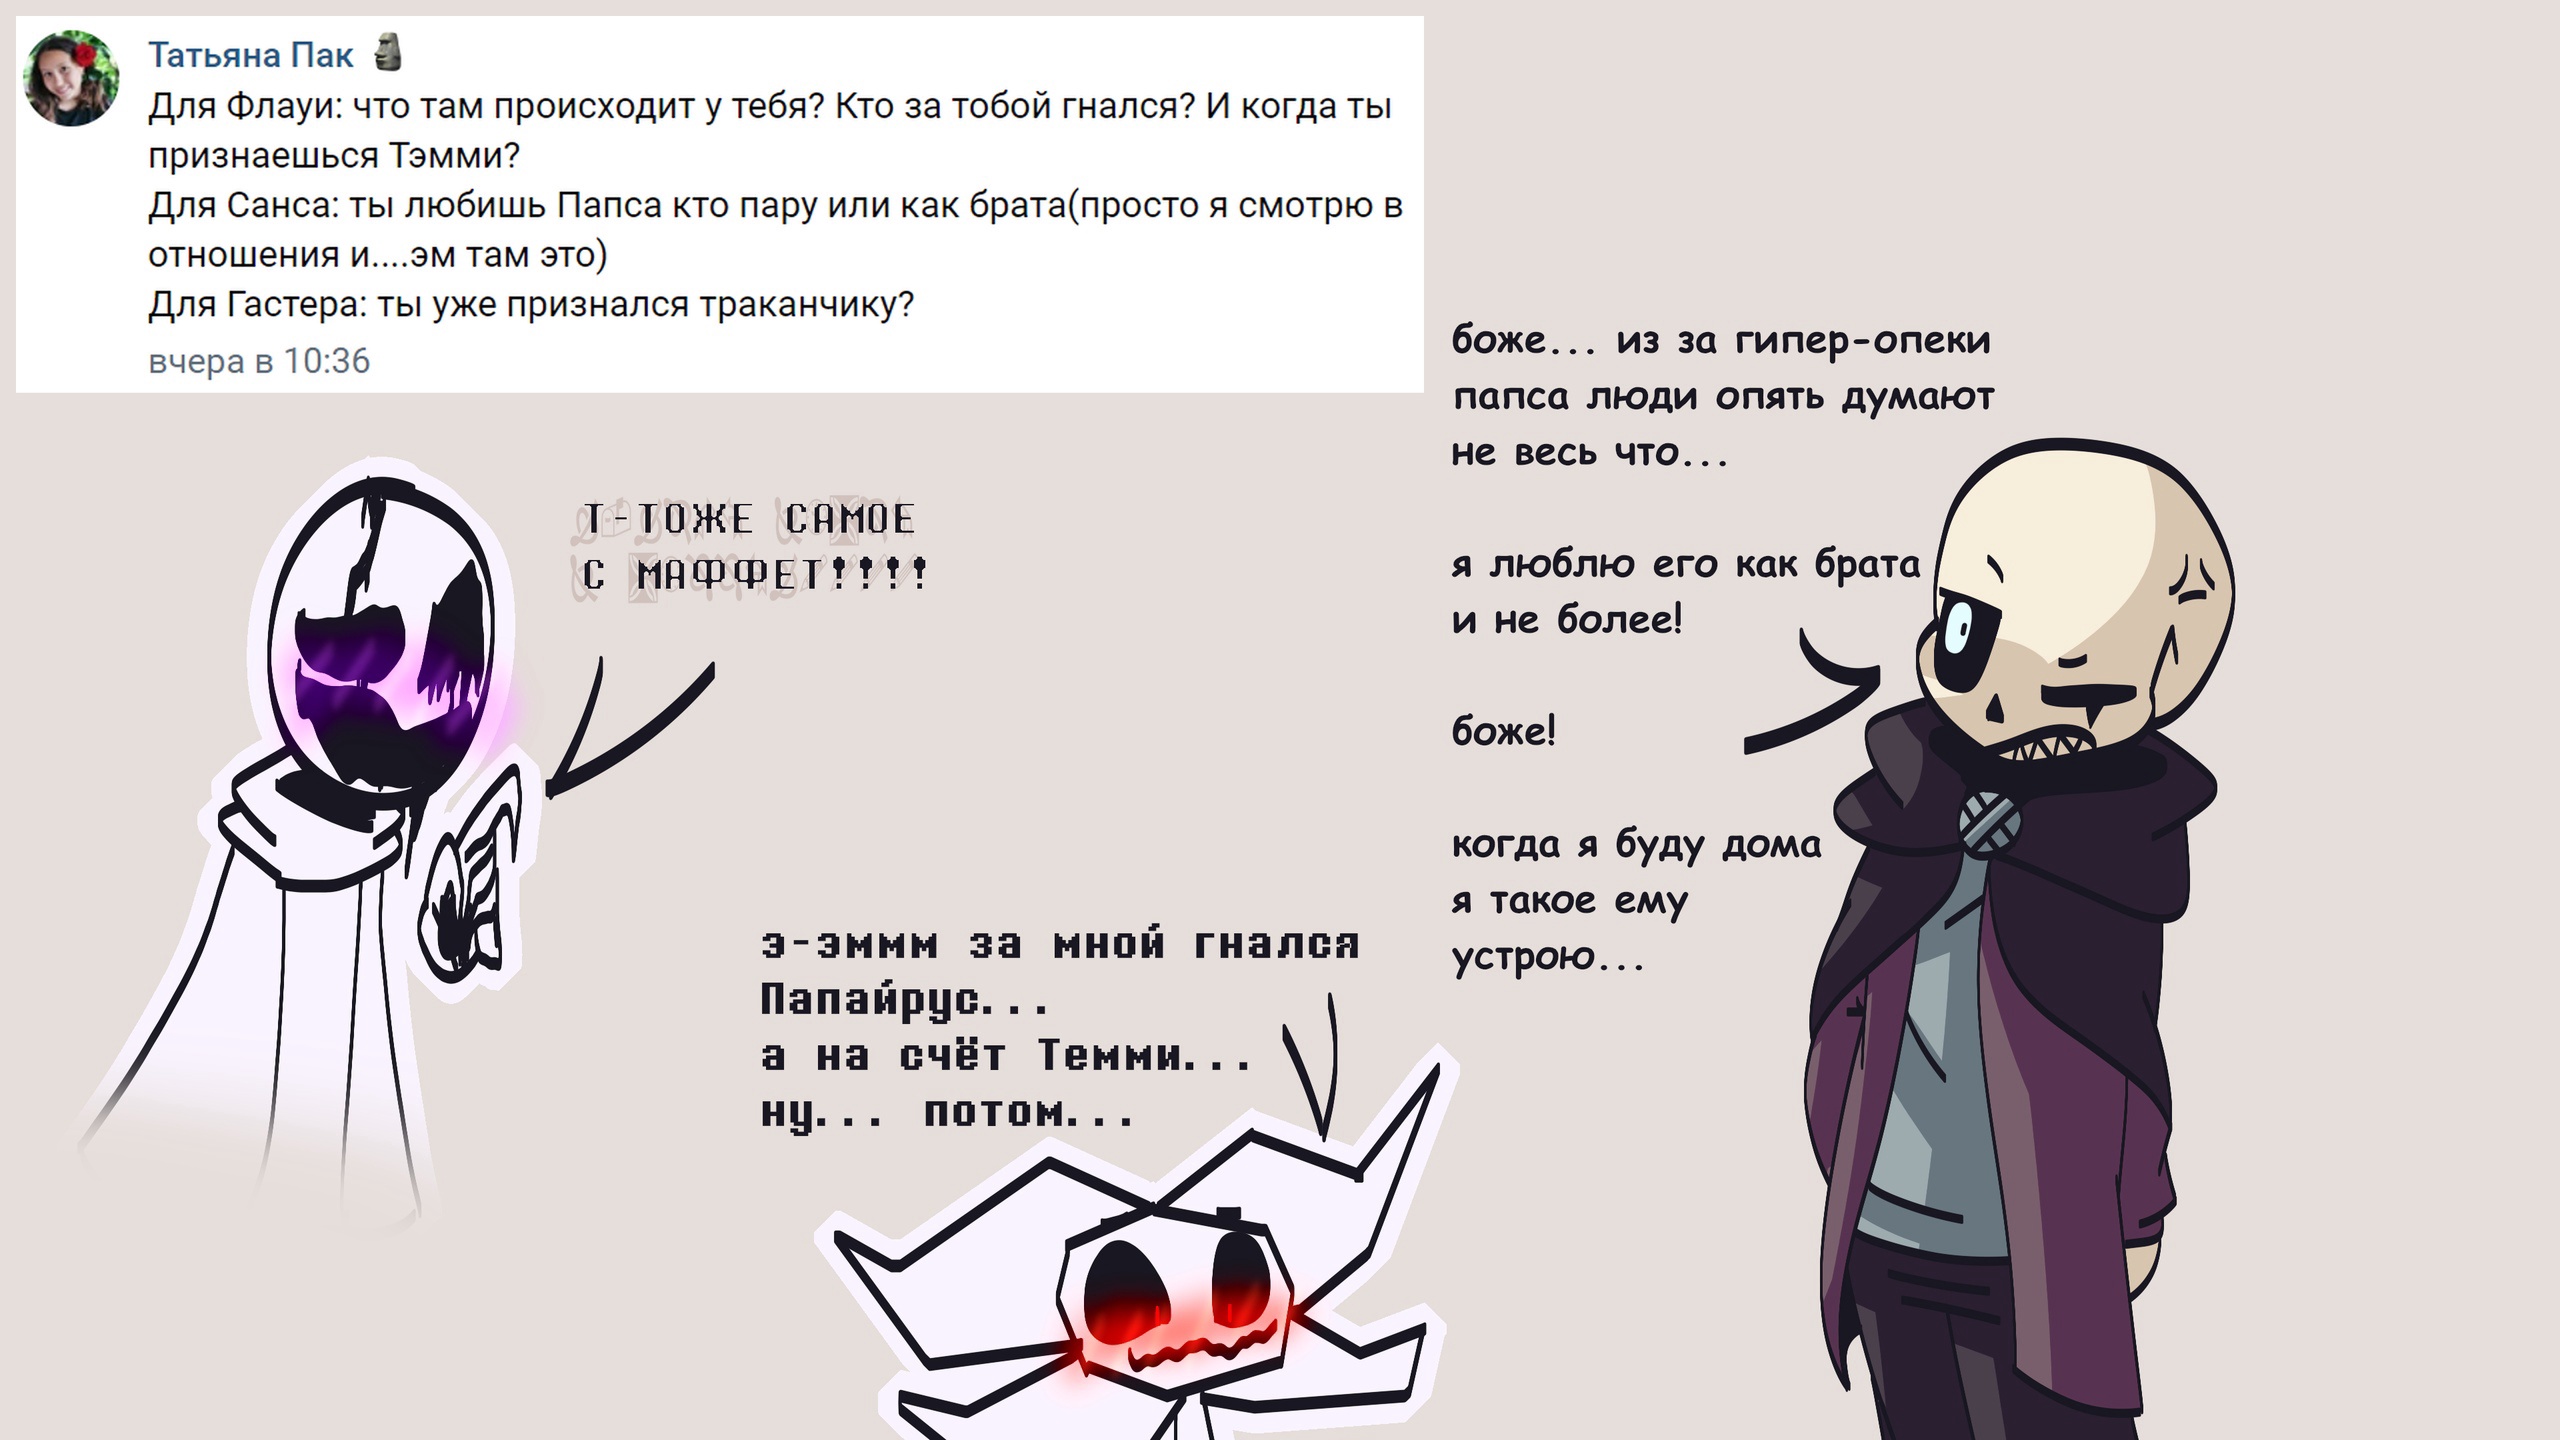 Татьяна Пак 🗿
Для Флауи: что там происходит у тебя? Кто за тобой гнался? И когда ты
признаешься Тэмми?
Для Санса: ты любишь Папса кто пару или как брата(просто я смотрю в
отношения и....эм там это)
Для Гастера: ты уже признался траканчику?
вчера в 10:36
боже... из за гипер-опеки
папса люди опять думают
не весь что...
я люблю его как брата
и не более!
боже!
когда я буду дома
я такое ему
устрою...
Т-ТОЖЕ САМОЕ
С МАФФЕТ!!!!
э-эммм за мной гнался
Папайрус...
а на счёт Темми...
ну... потом...